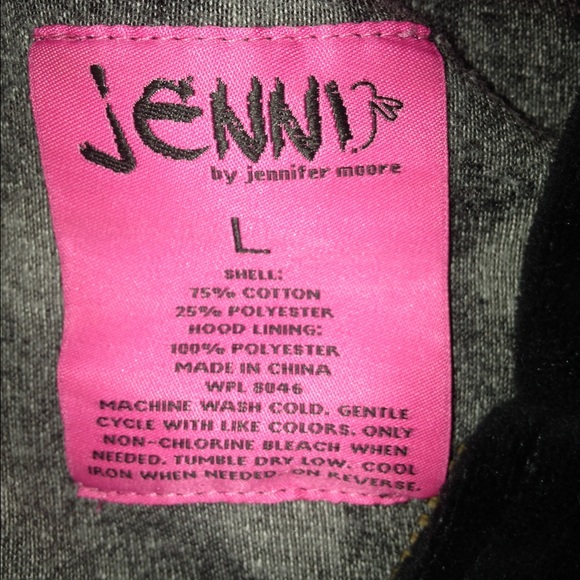 JENNI
by jennifer moore
L
SHELL:
75% COTTON
25% POLYESTER
HOOD LINING:
100% POLYESTER
MADE IN CHINA
WPL 8046
MACHINE WASH COLD. GENTLE
CYCLE WITH LIKE COLORS. ONLY
NON-CHLORINE BLEACH WHEN
NEEDED. TUMBLE DRY LOW. COOL
IRON WHEN NEEDED. ON REVERSE.